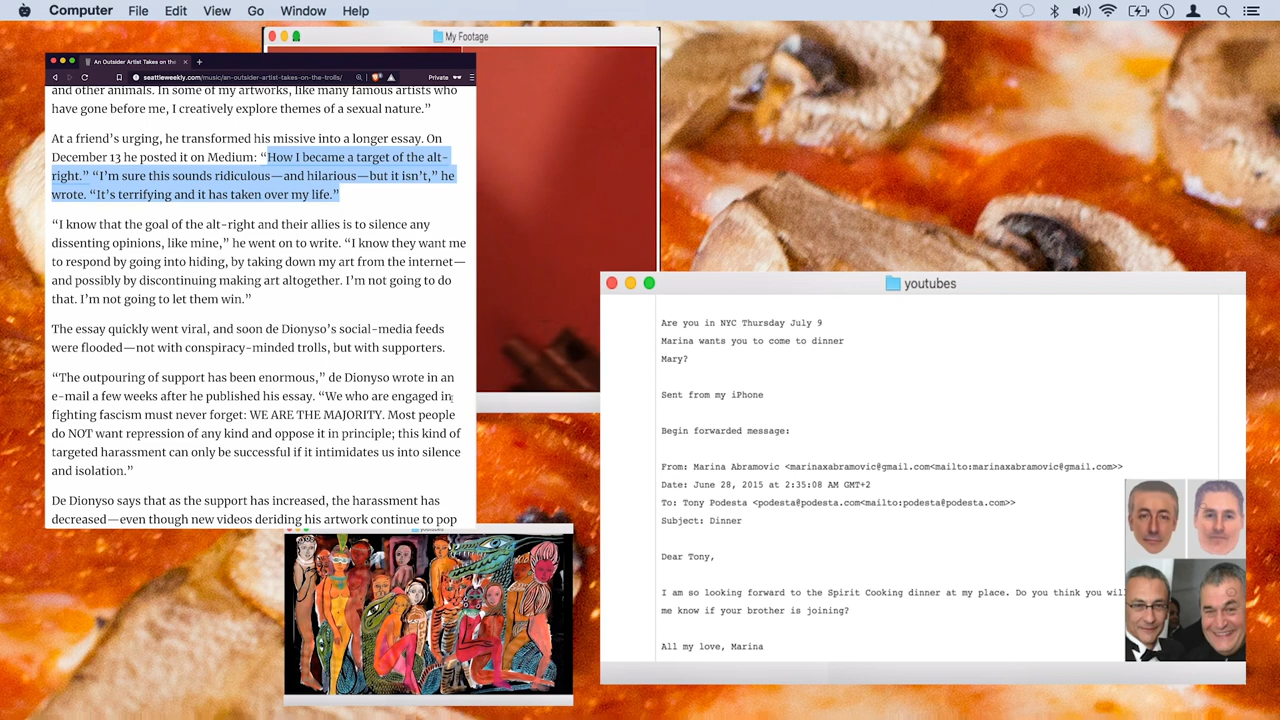 Computer File Edit View Go Window Help
My Footage
An Outsider Artist Takes on the
seattleweekly.com/music/an-outsider-artist-takes-on-the-trolls/ Private
and other animals. In some of my artworks, like many famous artists who
have gone before me, I creatively explore themes of a sexual nature.”
At a friend’s urging, he transformed his missive into a longer essay. On
December 13 he posted it on Medium: “How I became a target of the alt-
right.” “I’m sure this sounds ridiculous—and hilarious—but it isn’t,” he
wrote. “It’s terrifying and it has taken over my life.”
“I know that the goal of the alt-right and their allies is to silence any
dissenting opinions, like mine,” he went on to write. “I know they want me
to respond by going into hiding, by taking down my art from the internet—
and possibly by discontinuing making art altogether. I’m not going to do
that. I’m not going to let them win.”
The essay quickly went viral, and soon de Dionyso’s social-media feeds
were flooded—not with conspiracy-minded trolls, but with supporters.
“The outpouring of support has been enormous,” de Dionyso wrote in an
e-mail a few weeks after he published his essay. “We who are engaged in
fighting fascism must never forget: WE ARE THE MAJORITY. Most people
do NOT want repression of any kind and oppose it in principle; this kind of
targeted harassment can only be successful if it intimidates us into silence
and isolation.”
De Dionyso says that as the support has increased, the harassment has
decreased—even though new videos deriding his artwork continue to pop
youtubes
Are you in NYC Thursday July 9
Marina wants you to come to dinner
Mary?
Sent from my iPhone
Begin forwarded message:
From: Marina Abramovic <marinaxabramovic@gmail.com<mailto:marinaxabramovic@gmail.com>>
Date: June 28, 2015 at 2:35:08 AM GMT+2
To: Tony Podesta <podesta@podesta.com<mailto:podesta@podesta.com>>
Subject: Dinner
Dear Tony,
I am so looking forward to the Spirit Cooking dinner at my place. Do you think you will
me know if your brother is joining?
All my love, Marina